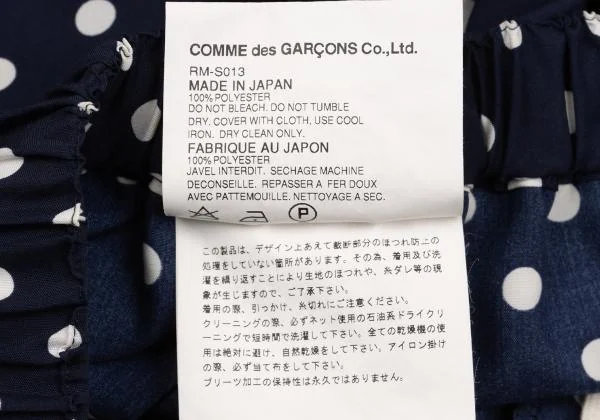 COMME des GARÇONS Co.,Ltd.
RM-S013
MADE IN JAPAN
100% POLYESTER
DO NOT BLEACH. DO NOT TUMBLE
DRY. COVER WITH CLOTH, USE COOL
IRON. DRY CLEAN ONLY.
FABRIQUE AU JAPON
100% POLYESTER
JAVEL INTERDIT. SECHAGE MACHINE
DECONSEILLE. REPASSER A FER DOUX
AVEC PATTEMOUILLE. NETTOYAGE A SEC.
P
この製品は、デザイン上あえて裁断部分のほつれ防止の
処理をしていない箇所があります。その為、着用及び洗
濯を繰り返すことにより生地のほつれや、糸ダレ等の現
象が生じますので、ご了承下さい。
着用の際、引っかけ、糸切れにご注意ください。
クリーニングの際、必ずネット使用の石油系ドライクリ
ーニングで短時間で洗濯して下さい。全ての乾燥機の使
用は絶対に避け、自然乾燥をして下さい。アイロン掛け
の際、必ず当て布をして下さい。
プリーツ加工の保持性は永久ではありません。